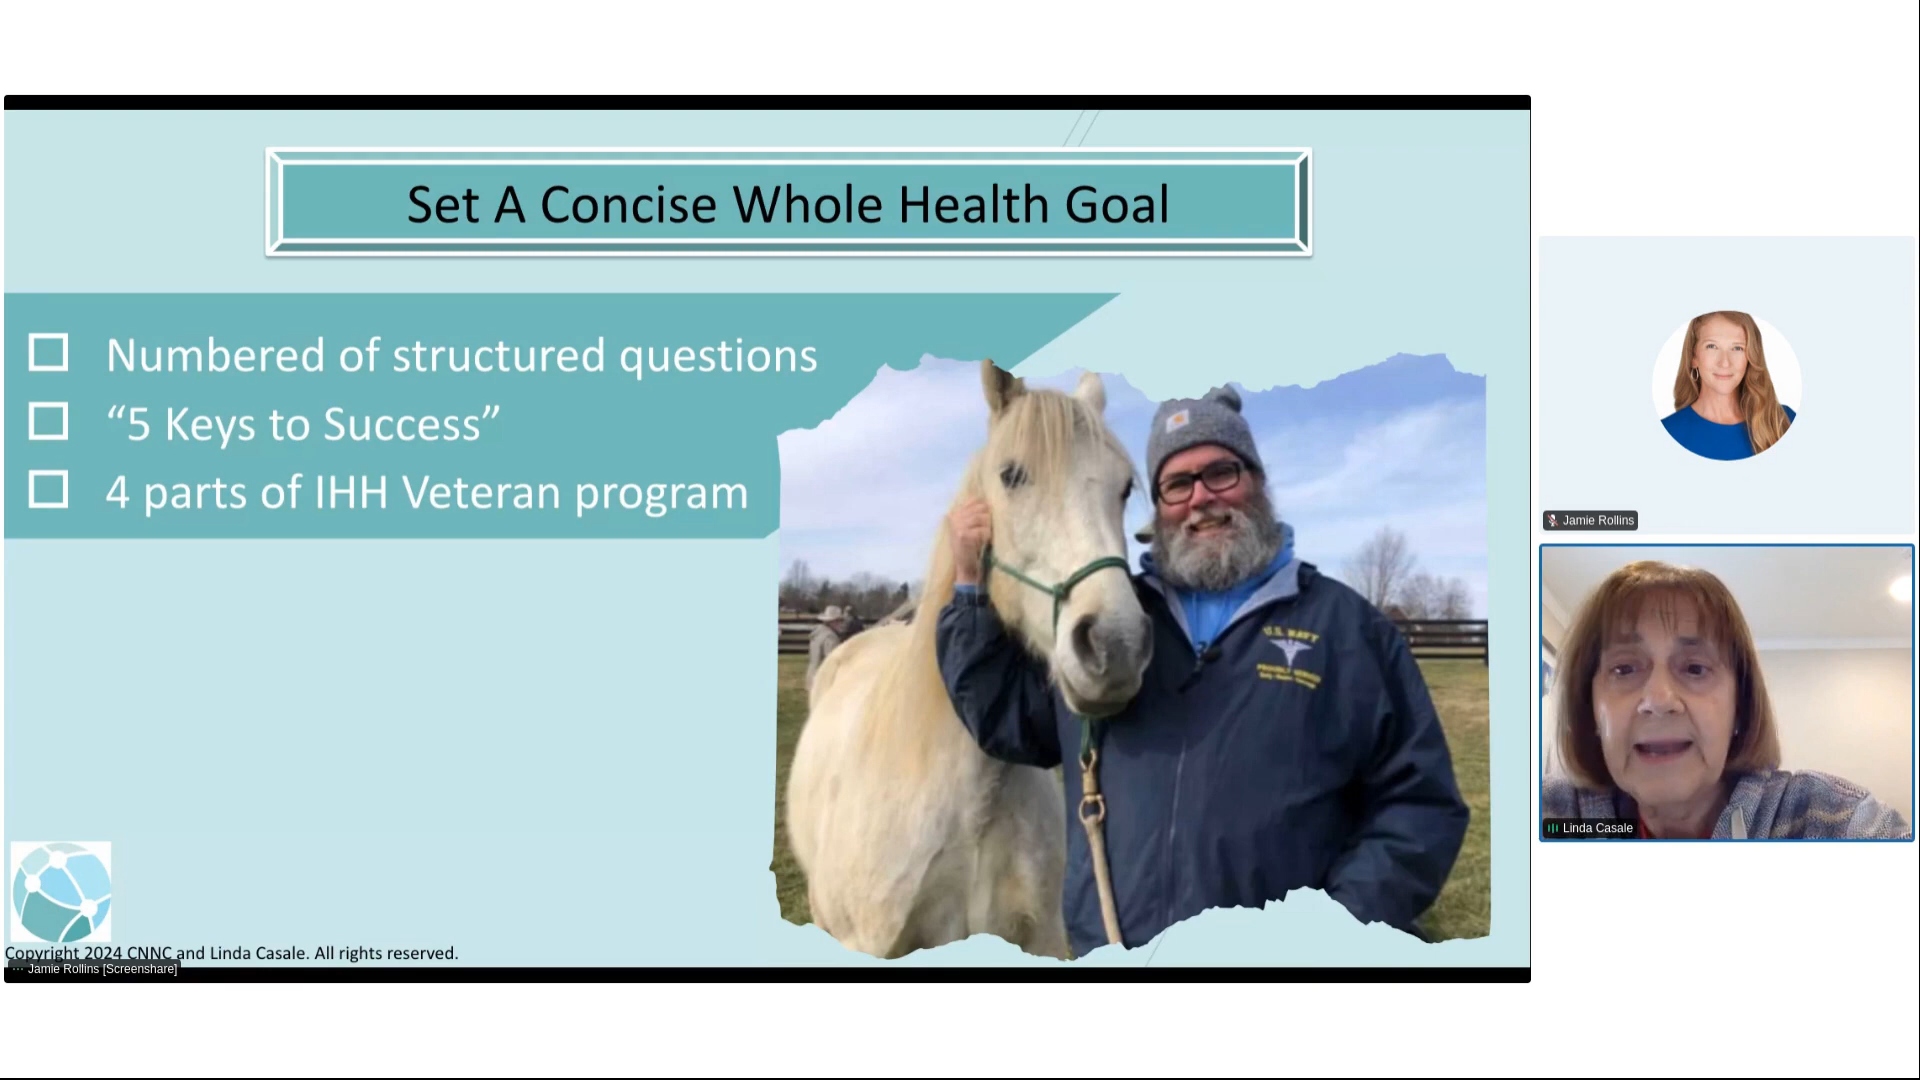 Set A Concise Whole Health Goal
Numbered of structured questions
“5 Keys to Success”
4 parts of IHH Veteran program
U.S. NAVY
Copyright 2024 CNNC and Linda Casale. All rights reserved.
Jamie Rollins [Screenshare]
Jamie Rollins
Linda Casale